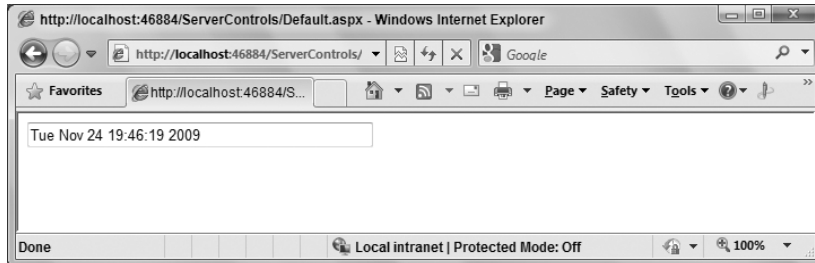 http://localhost:46884/ServerControls/Default.aspx - Windows Internet Explorer
http://localhost:46884/ServerControls/ Google
Favorites http://localhost:46884/S... Page Safety Tools »
Tue Nov 24 19:46:19 2009
Done Local intranet | Protected Mode: Off 100%